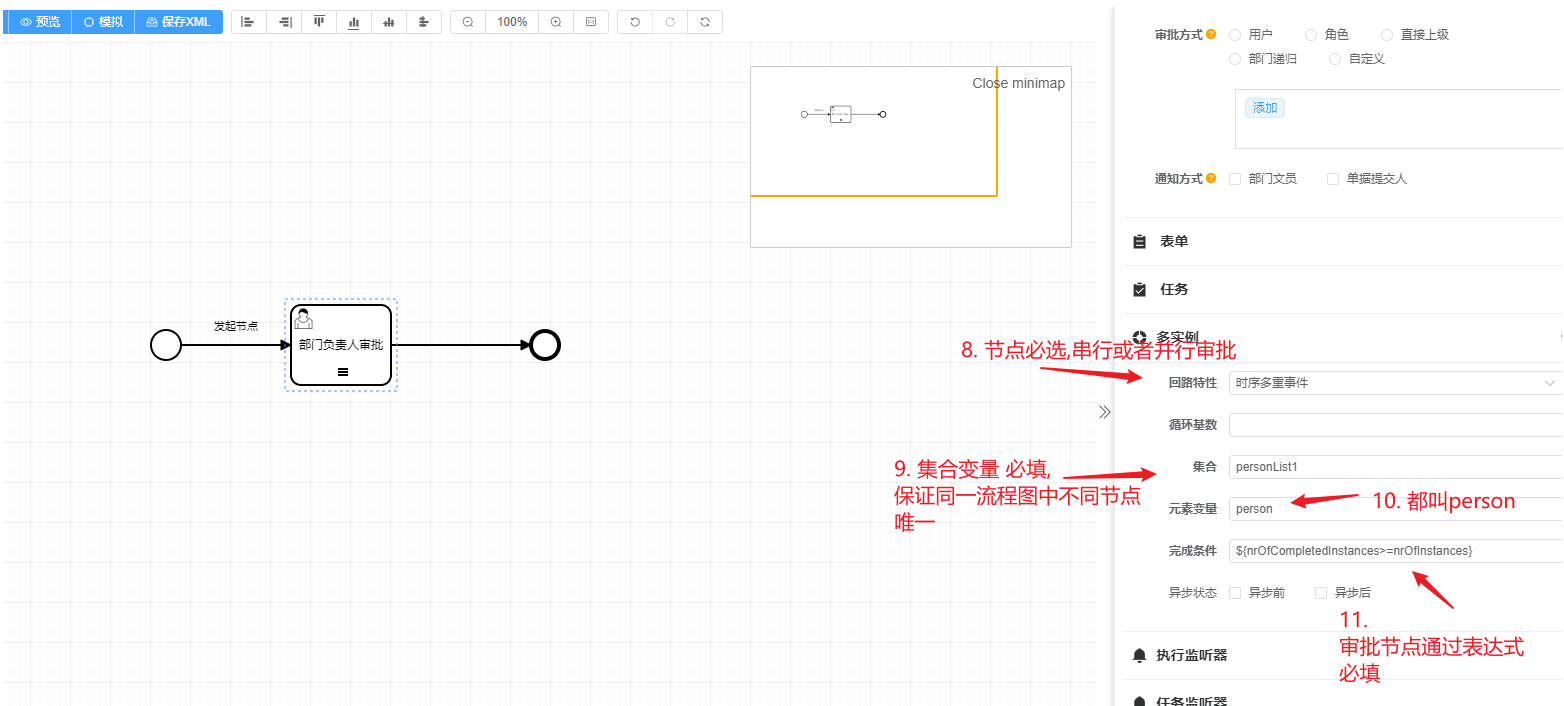 预览 模拟 保存XML 100%
Close minimap
发起节点
部门负责人审批
审批方式 ? 用户 角色 直接上级
部门递归 自定义
添加
通知方式 ? 部门文员 单据提交人
表单
任务
多实例
8. 节点必选,串行或者并行审批
回路特性 时序多重事件
循环基数
集合 personList1
9. 集合变量 必填,
保证同一流程图中不同节点
唯一
元素变量 person
10. 都叫person
完成条件 ${nrOfCompletedInstances>=nrOfInstances}
异步状态 异步前 异步后
11.
审批节点通过表达式
必填
执行监听器
任务监听器